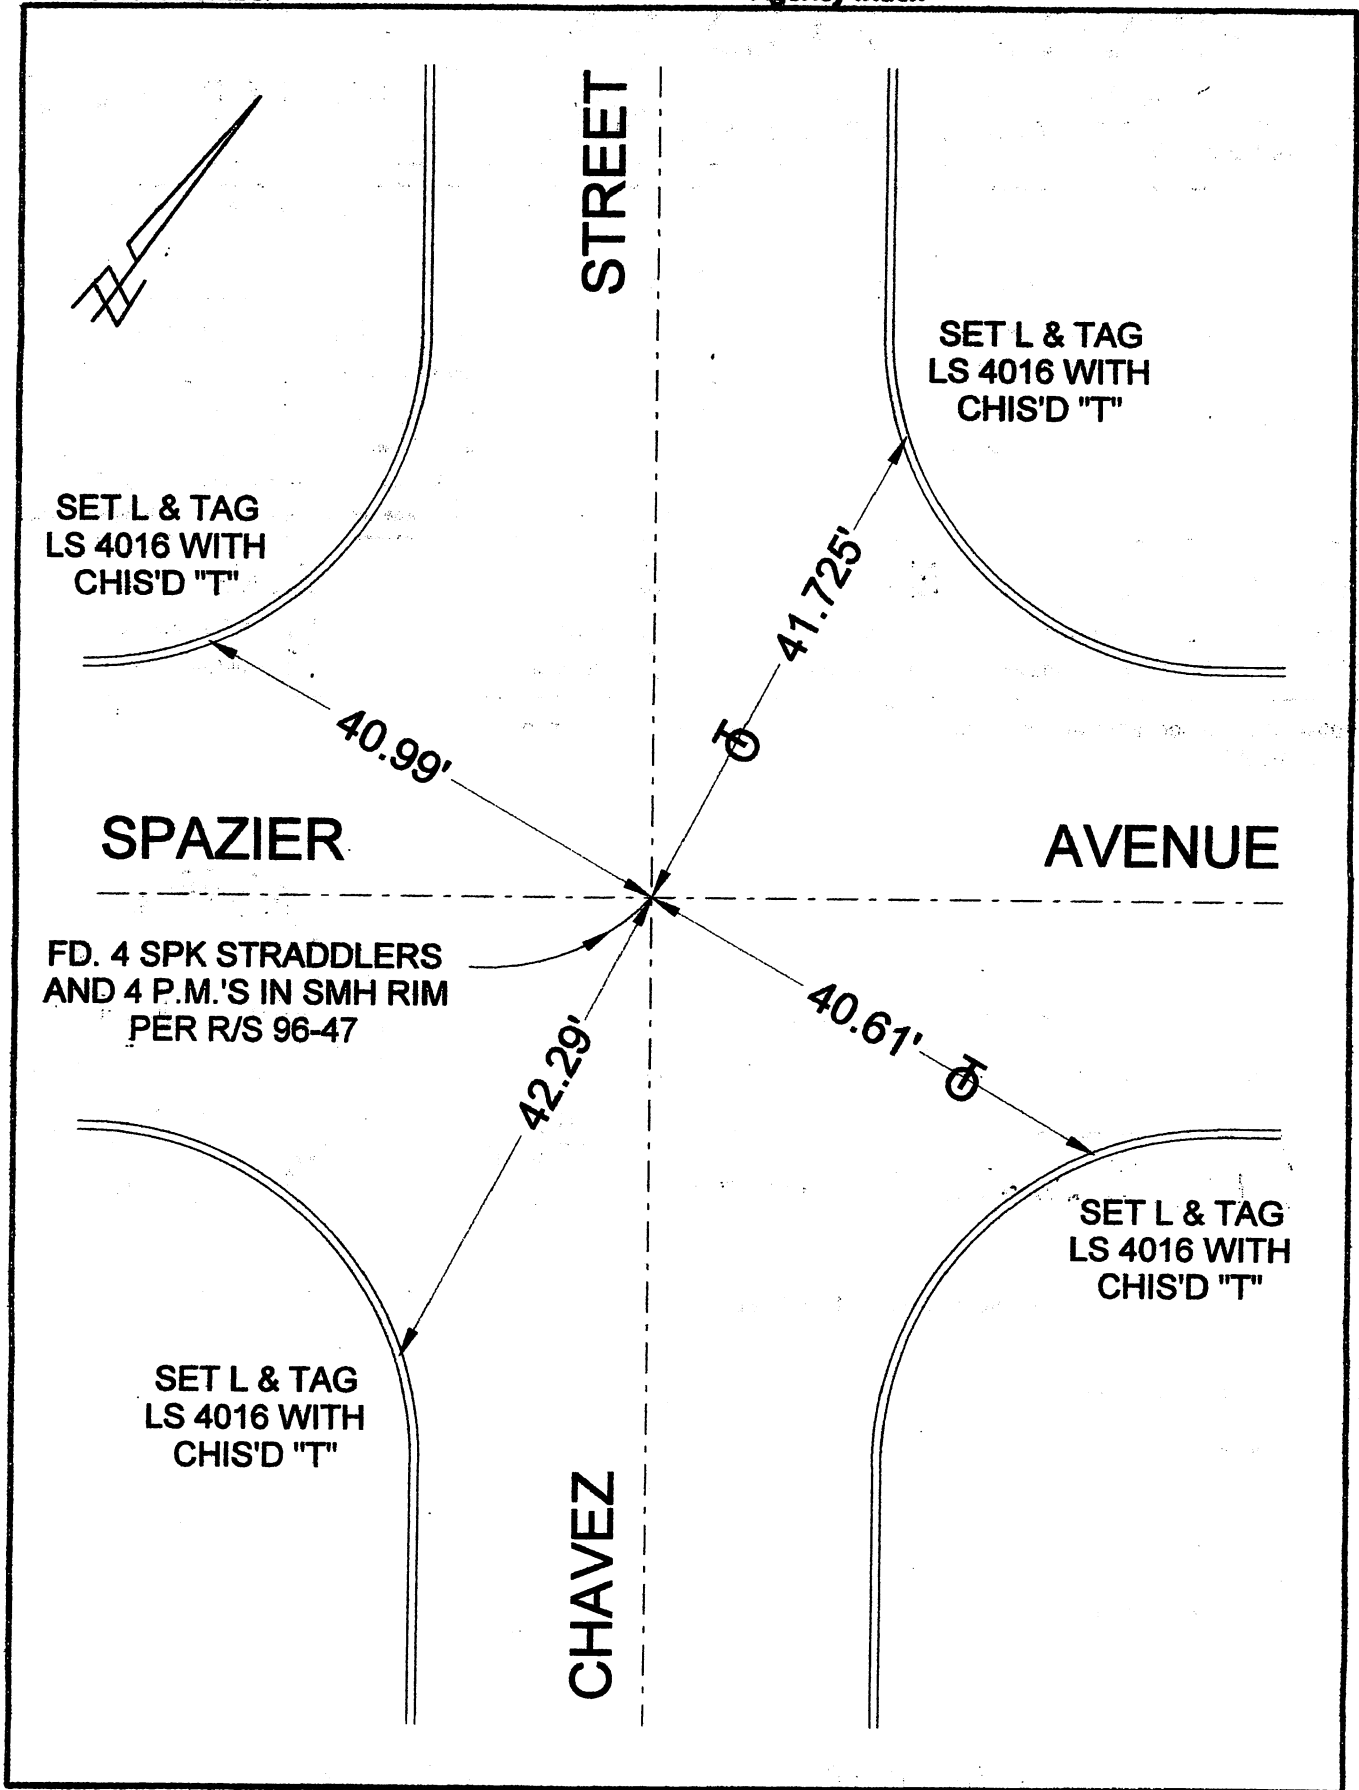 STREET
SET L & TAG
LS 4016 WITH
CHIS'D "T"
SET L & TAG
LS 4016 WITH
CHIS'D "T"
41.725'
40.99'
SPAZIER
AVENUE
FD. 4 SPK STRADDLERS
AND 4 P.M.'S IN SMH RIM
PER R/S 96-47
40.61'
42.29'
SET L & TAG
LS 4016 WITH
CHIS'D "T"
SET L & TAG
LS 4016 WITH
CHIS'D "T"
CHAVEZ